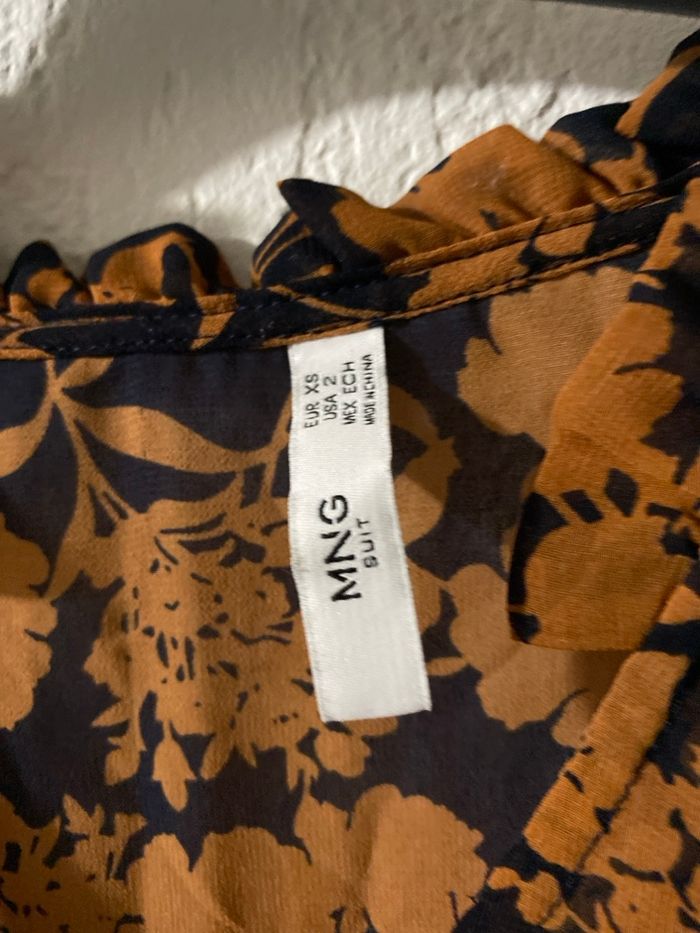 EUR XS
USA 2
MEX ECH
MADE IN CHINA
MNG
SUIT